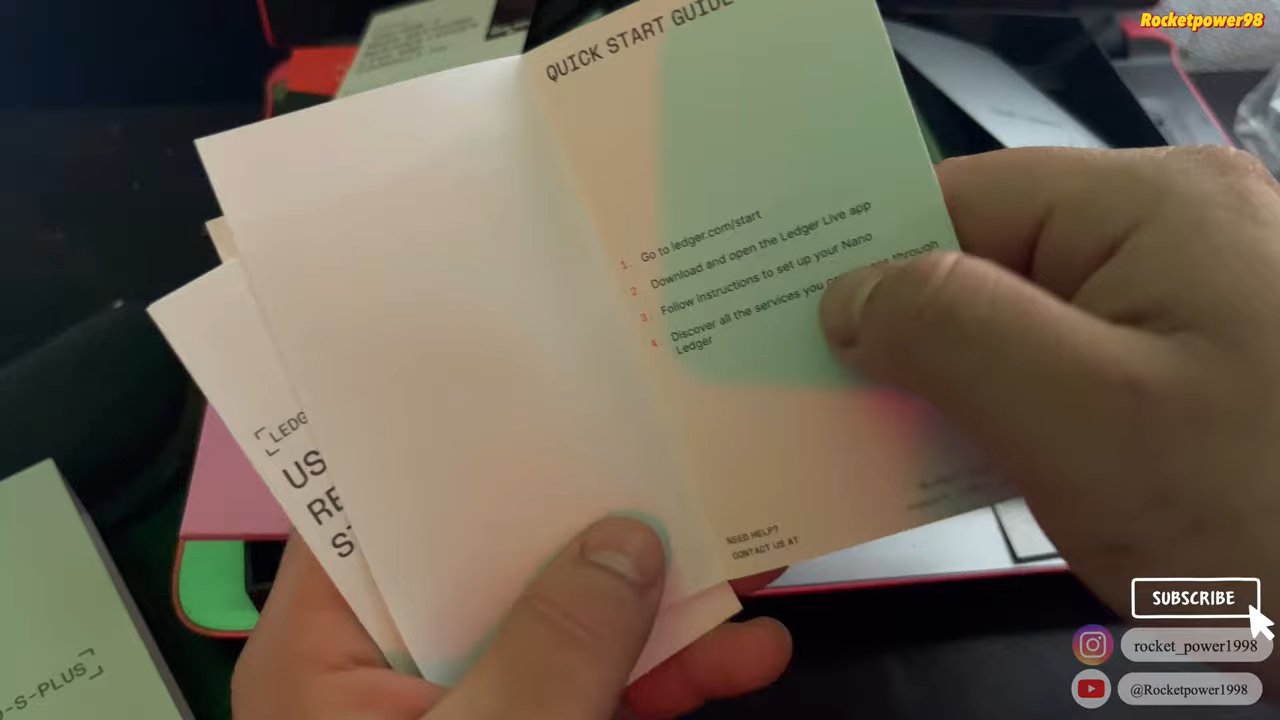 Rocketpower98
QUICK START GUIDE
1. Go to ledger.com/start
2. Download and open the Ledger Live app
3. Follow instructions to set up your Nano
4. Discover all the services you through
Ledger
NEED HELP?
CONTACT US AT
LEDG
US
RE
S
-S-PLUS
SUBSCRIBE
rocket_power1998
@Rocketpower1998